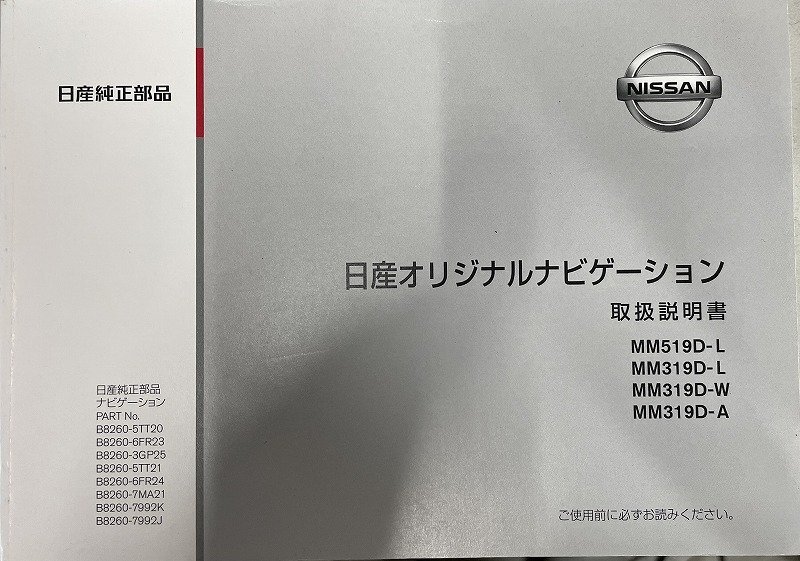 日産純正部品
日産純正部品
ナビゲーション
PART No.
B8260-5TT20
B8260-6FR23
B8260-3GP25
B8260-5TT21
B8260-6FR24
B8260-7MA21
B8260-7992K
B8260-7992J
NISSAN
日産オリジナルナビゲーション
取扱説明書
MM519D-L
MM319D-L
MM319D-W
MM319D-A
ご使用前に必ずお読みください。